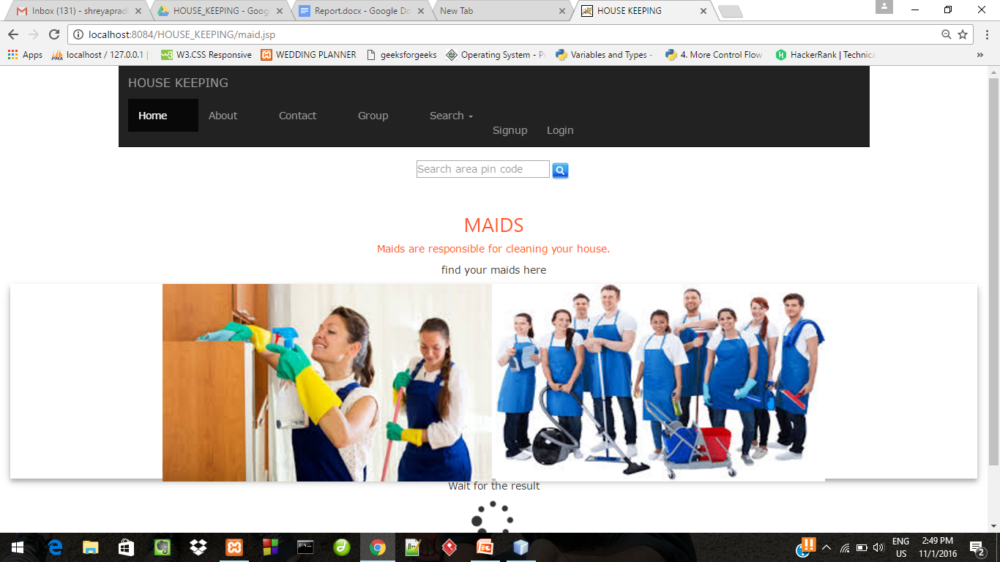 Inbox (131) - shreyaprad
HOUSE_KEEPING - Goog
Report.docx - Google Do
New Tab
HOUSE KEEPING
localhost:8084/HOUSE_KEEPING/maid.jsp
Apps
localhost / 127.0.0.1 |
W3.CSS Responsive
WEDDING PLANNER
geeksforgeeks
Operating System - P
Variables and Types -
4. More Control Flow
HackerRank | Technica
»
HOUSE KEEPING
Home
About
Contact
Group
Search
Signup
Login
Search area pin code
MAIDS
Maids are responsible for cleaning your house.
find your maids here
Wait for the result
ENG
US
2:49 PM
11/1/2016
2